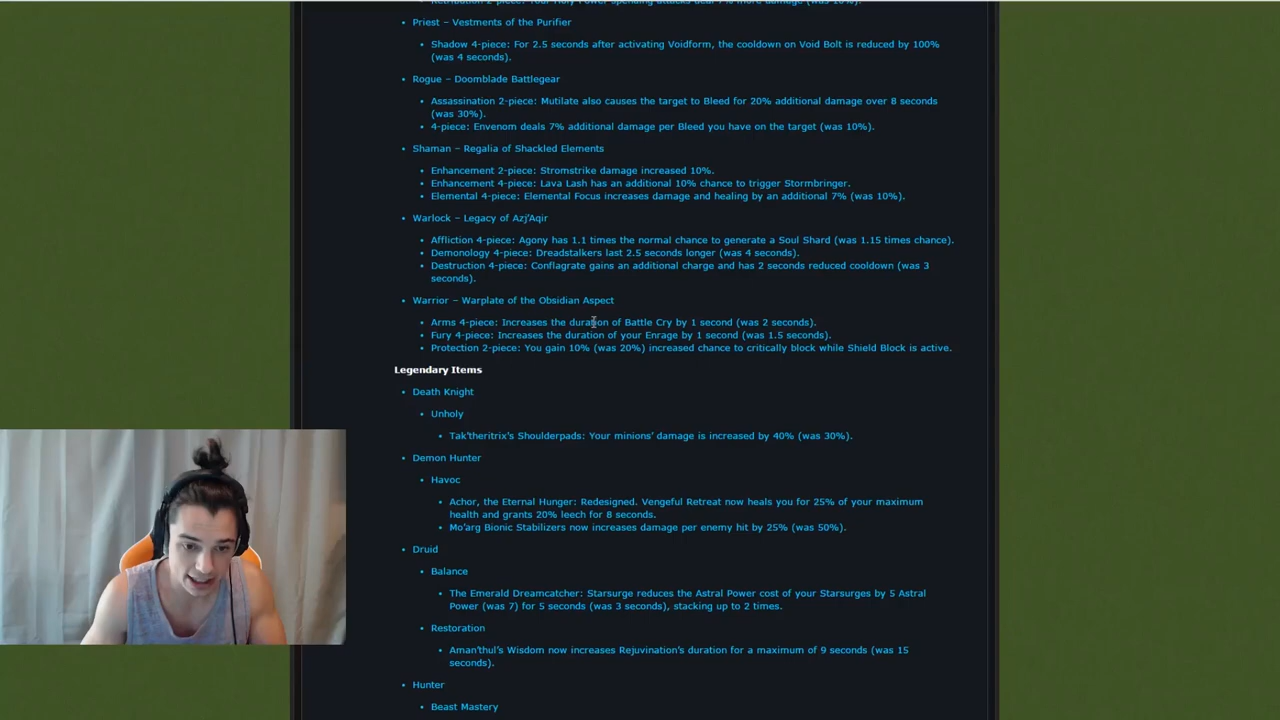 Retribution 2-piece: Your Holy Power spending attacks deal 7% more damage (was 10%).
Priest – Vestments of the Purifier
Shadow 4-piece: For 2.5 seconds after activating Voidform, the cooldown on Void Bolt is reduced by 100%
(was 4 seconds).
Rogue – Doomblade Battlegear
Assassination 2-piece: Mutilate also causes the target to Bleed for 20% additional damage over 8 seconds
(was 30%).
4-piece: Envenom deals 7% additional damage per Bleed you have on the target (was 10%).
Shaman – Regalia of Shackled Elements
Enhancement 2-piece: Stromstrike damage increased 10%.
Enhancement 4-piece: Lava Lash has an additional 10% chance to trigger Stormbringer.
Elemental 4-piece: Elemental Focus increases damage and healing by an additional 7% (was 10%).
Warlock – Legacy of Azj'Aqir
Affliction 4-piece: Agony has 1.1 times the normal chance to generate a Soul Shard (was 1.15 times chance).
Demonology 4-piece: Dreadstalkers last 2.5 seconds longer (was 4 seconds).
Destruction 4-piece: Conflagrate gains an additional charge and has 2 seconds reduced cooldown (was 3
seconds).
Warrior – Warplate of the Obsidian Aspect
Arms 4-piece: Increases the duration of Battle Cry by 1 second (was 2 seconds).
Fury 4-piece: Increases the duration of your Enrage by 1 second (was 1.5 seconds).
Protection 2-piece: You gain 10% (was 20%) increased chance to critically block while Shield Block is active.
Legendary Items
Death Knight
Unholy
Tak'theritrix's Shoulderpads: Your minions' damage is increased by 40% (was 30%).
Demon Hunter
Havoc
Achor, the Eternal Hunger: Redesigned. Vengeful Retreat now heals you for 25% of your maximum
health and grants 20% leech for 8 seconds.
Mo'arg Bionic Stabilizers now increases damage per enemy hit by 25% (was 50%).
Druid
Balance
The Emerald Dreamcatcher: Starsurge reduces the Astral Power cost of your Starsurges by 5 Astral
Power (was 7) for 5 seconds (was 3 seconds), stacking up to 2 times.
Restoration
Aman'thul's Wisdom now increases Rejuvination's duration for a maximum of 9 seconds (was 15
seconds).
Hunter
Beast Mastery